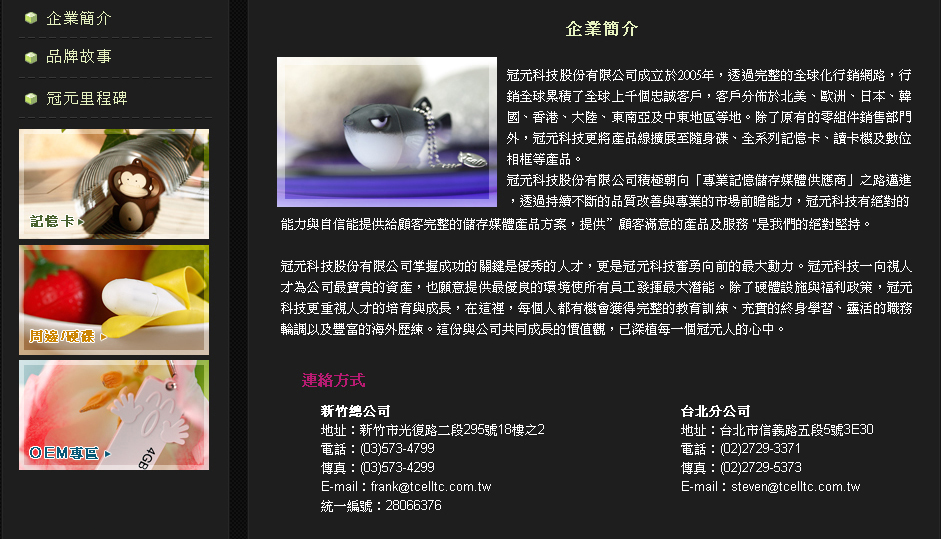 企業簡介
品牌故事
冠元里程碑
記憶卡
周邊/硬碟
OEM專區
4GB
企業簡介
冠元科技股份有限公司成立於2005年，透過完整的全球化行銷網路，行
銷全球累積了全球上千個忠誠客戶，客戶分佈於北美、歐洲、日本、韓
國、香港、大陸、東南亞及中東地區等地。除了原有的零組件銷售部門
外，冠元科技更將產品線擴展至隨身碟、全系列記憶卡、讀卡機及數位
相框等產品。
冠元科技股份有限公司積極朝向「專業記憶儲存媒體供應商」之路邁進
，透過持續不斷的品質改善與專業的市場前瞻能力，冠元科技有絕對的
能力與自信能提供給顧客完整的儲存媒體產品方案，提供”顧客滿意的產品及服務 "是我們的絕對堅持。
冠元科技股份有限公司掌握成功的關鍵是優秀的人才，更是冠元科技奮勇向前的最大動力。冠元科技一向視人
才為公司最寶貴的資產，也願意提供最優良的環境使所有員工發揮最大潛能。除了硬體設施與福利政策，冠元
科技更重視人才的培育與成長，在這裡，每個人都有機會獲得完整的教育訓練、充實的終身學習、靈活的職務
輪調以及豐富的海外歷練。這份與公司共同成長的價值觀，已深植每一個冠元人的心中。
連絡方式
新竹總公司
地址：新竹市光復路二段295號18樓之2
電話：(03)573-4799
傳真：(03)573-4299
E-mail：frank@tcelltc.com.tw
統一編號：28066376
台北分公司
地址：台北市信義路五段5號3E30
電話：(02)2729-3371
傳真：(02)2729-5373
E-mail：steven@tcelltc.com.tw